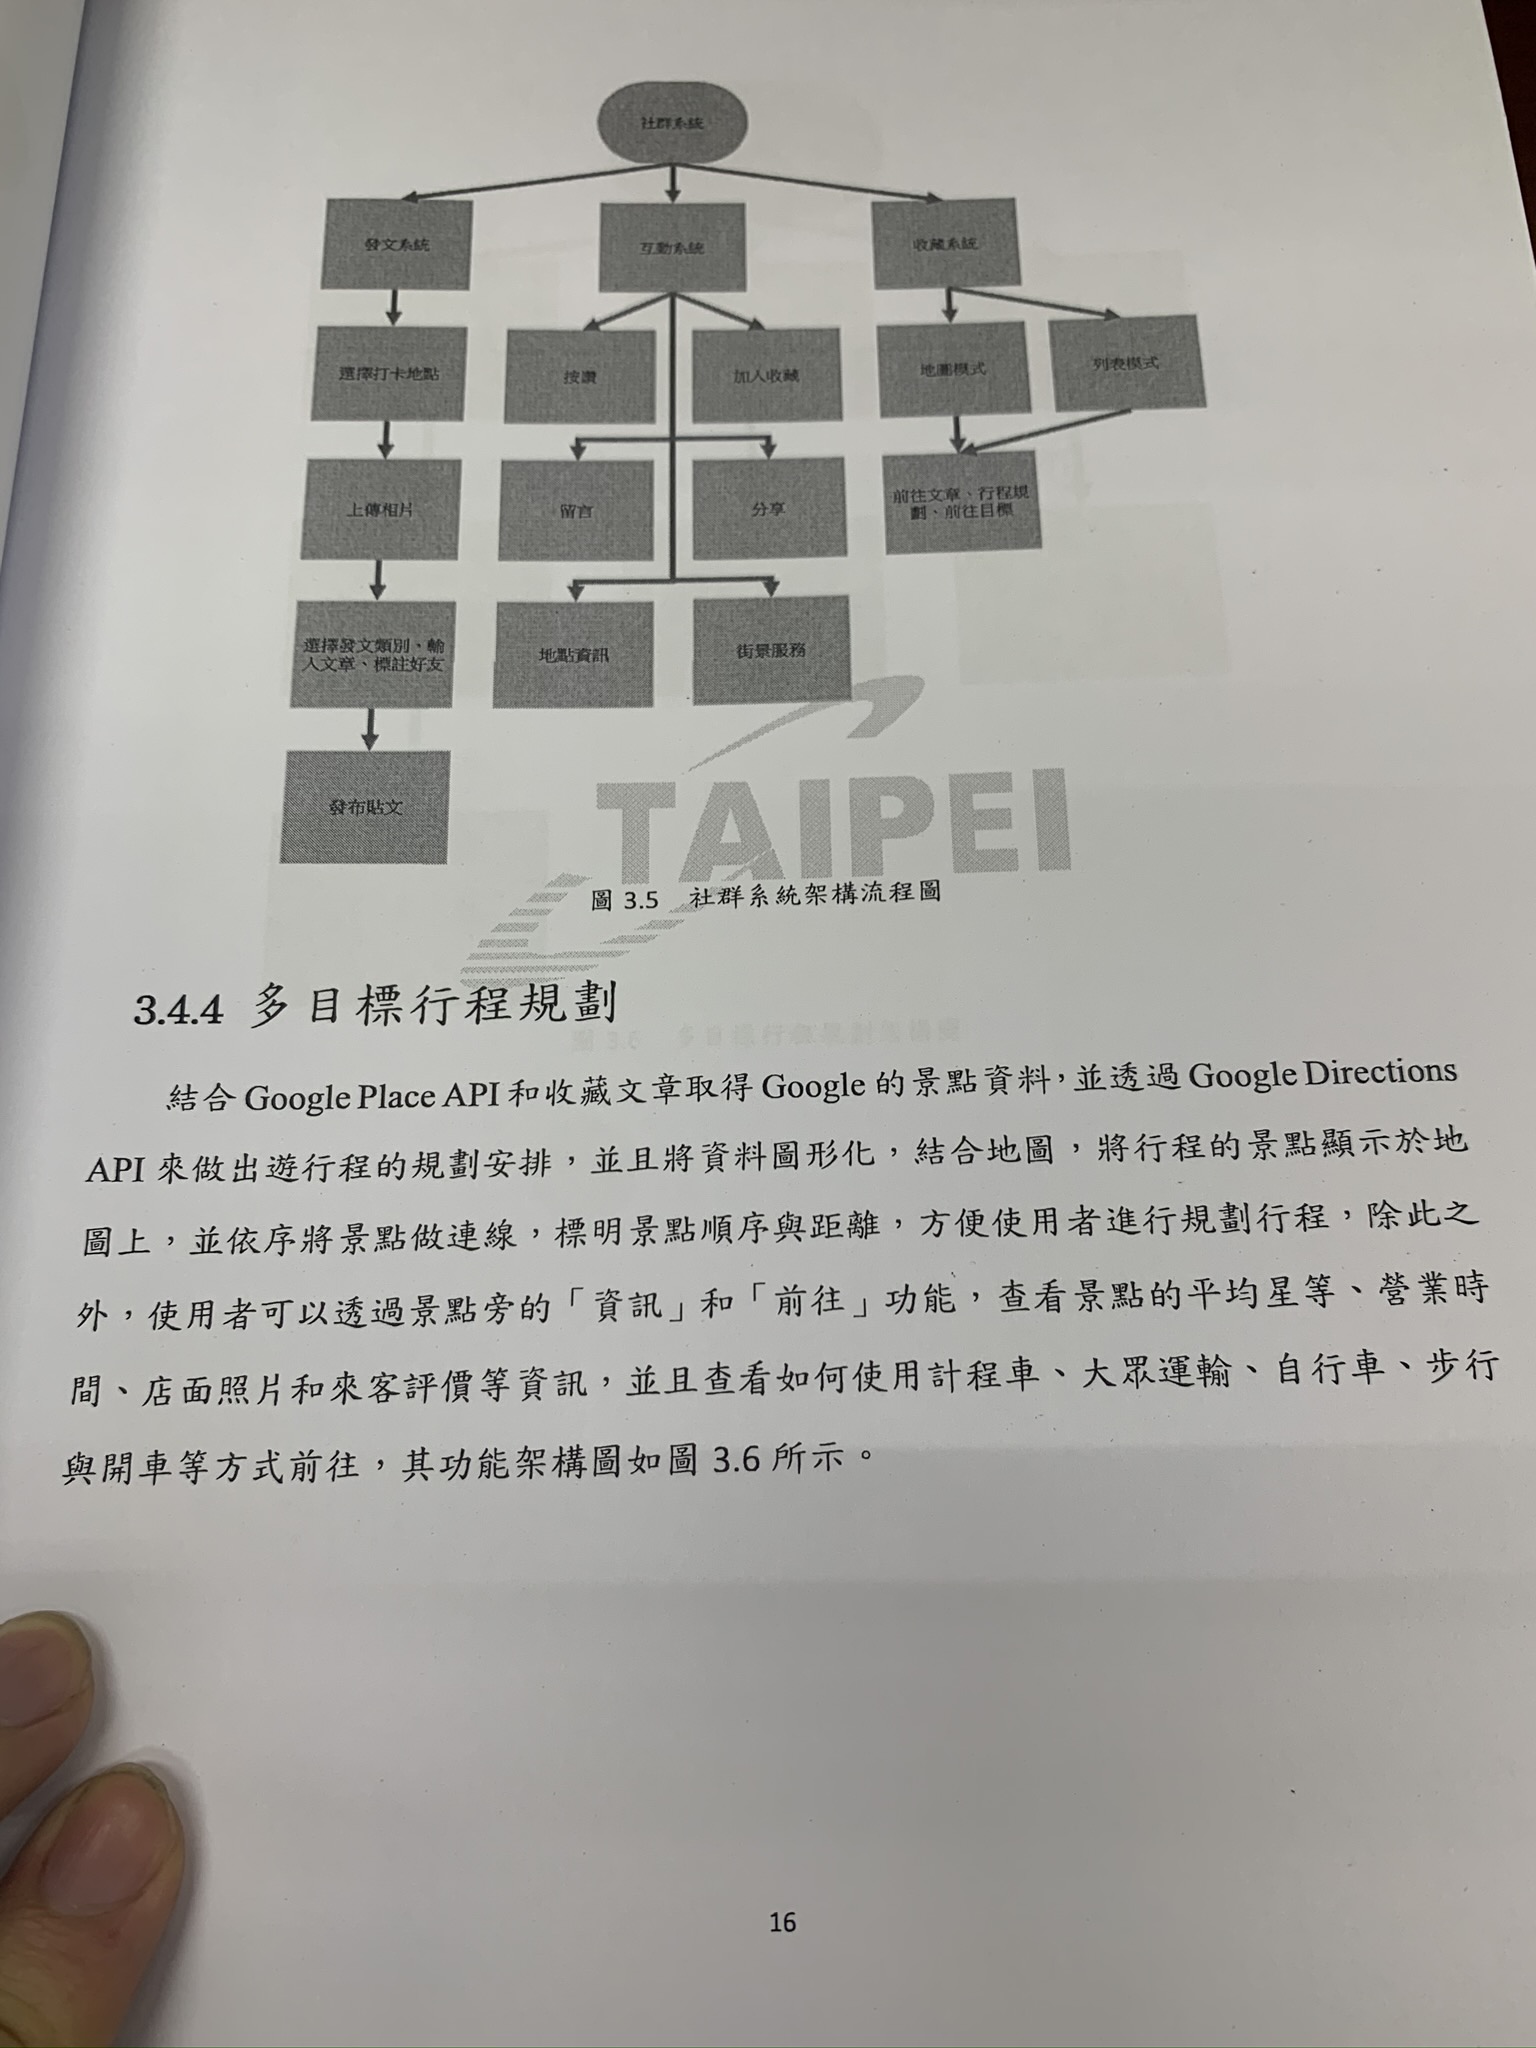 社群系統
發文系統
互動系統
收藏系統
選擇打卡地點
按讚
加入收藏
地圖模式
列表模式
上傳相片
留言
分享
前往文章、行程規
劃、前往目標
選擇發文類別、輸
入文章、標註好友
地點資訊
街景服務
發布貼文
TAIPEI
圖 3.5 社群系統架構流程圖
3.4.4 多目標行程規劃
結合 Google Place API 和收藏文章取得 Google 的景點資料，並透過 Google Directions
API 來做出遊行程的規劃安排，並且將資料圖形化，結合地圖，將行程的景點顯示於地
圖上，並依序將景點做連線，標明景點順序與距離，方便使用者進行規劃行程，除此之
外，使用者可以透過景點旁的「資訊」和「前往」功能，查看景點的平均星等、營業時
間、店面照片和來客評價等資訊，並且查看如何使用計程車、大眾運輸、自行車、步行
與開車等方式前往，其功能架構圖如圖 3.6 所示。
16